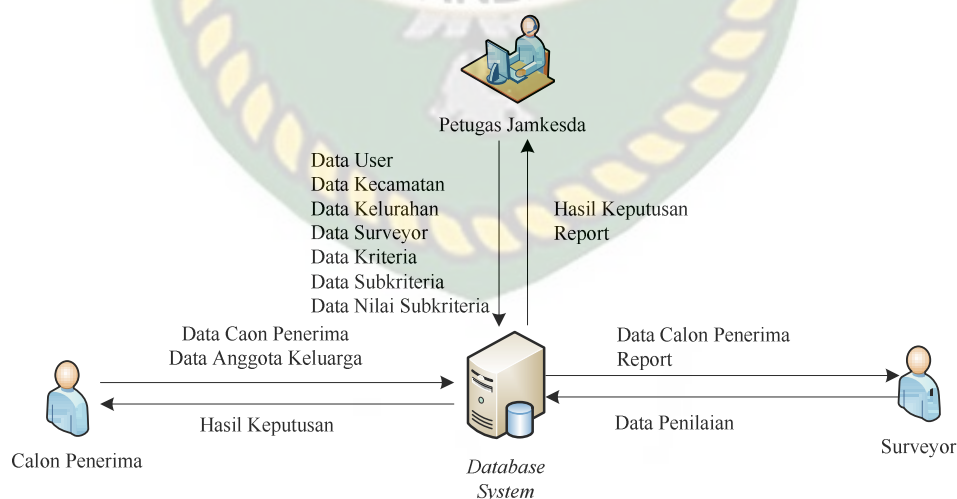 Petugas Jamkesda
Data User
Data Kecamatan
Data Kelurahan
Data Surveyor
Data Kriteria
Data Subkriteria
Data Nilai Subkriteria
Hasil Keputusan
Report
Data Caon Penerima
Data Anggota Keluarga
Hasil Keputusan
Calon Penerima
Database
System
Data Calon Penerima
Report
Data Penilaian
Surveyor